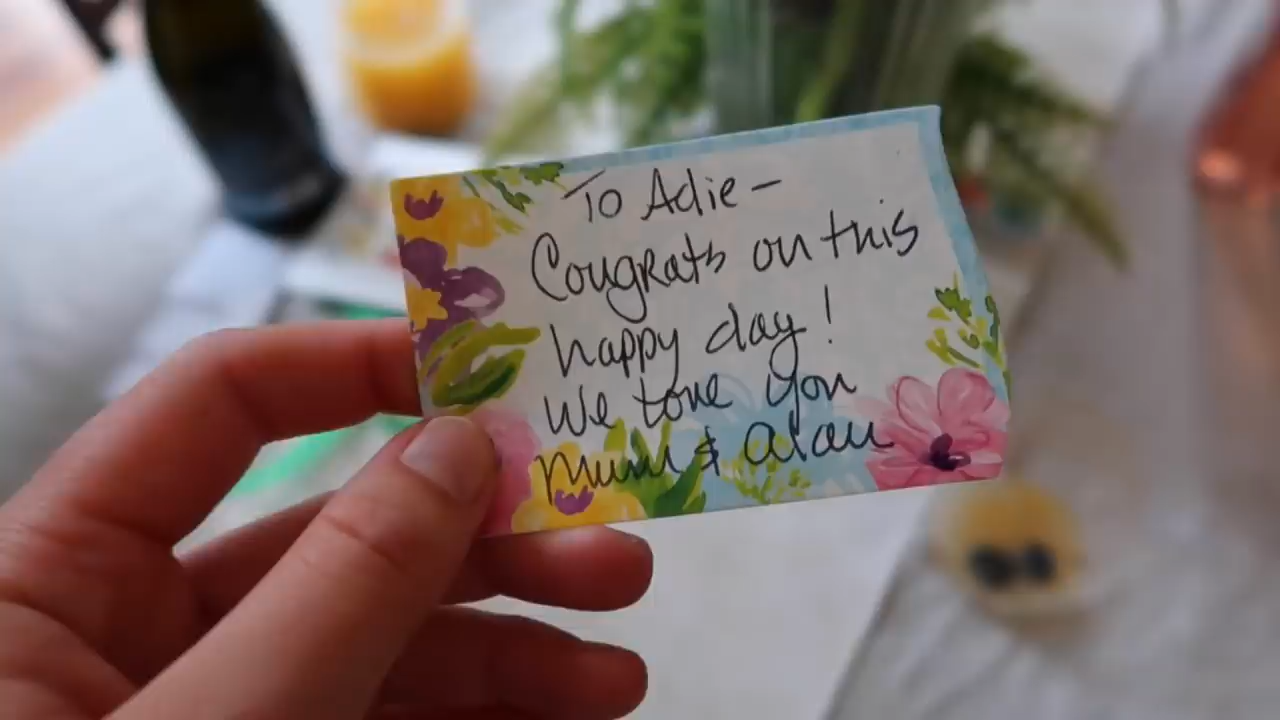 To Adie -
Congrats on this
happy day!
We love you
Mum & Alan